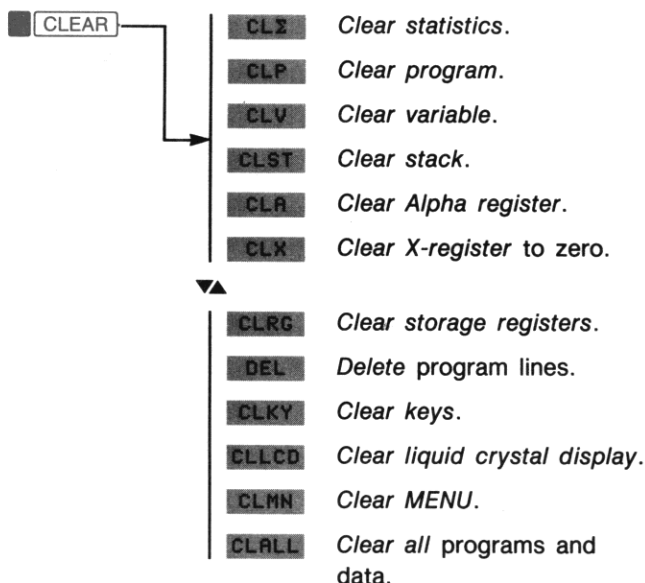 CLEAR
CLΣ Clear statistics.
CLP Clear program.
CLV Clear variable.
CLST Clear stack.
CLA Clear Alpha register.
CLX Clear X-register to zero.
CLRG Clear storage registers.
DEL Delete program lines.
CLKY Clear keys.
CLLCD Clear liquid crystal display.
CLMN Clear MENU.
CLALL Clear all programs and
data.